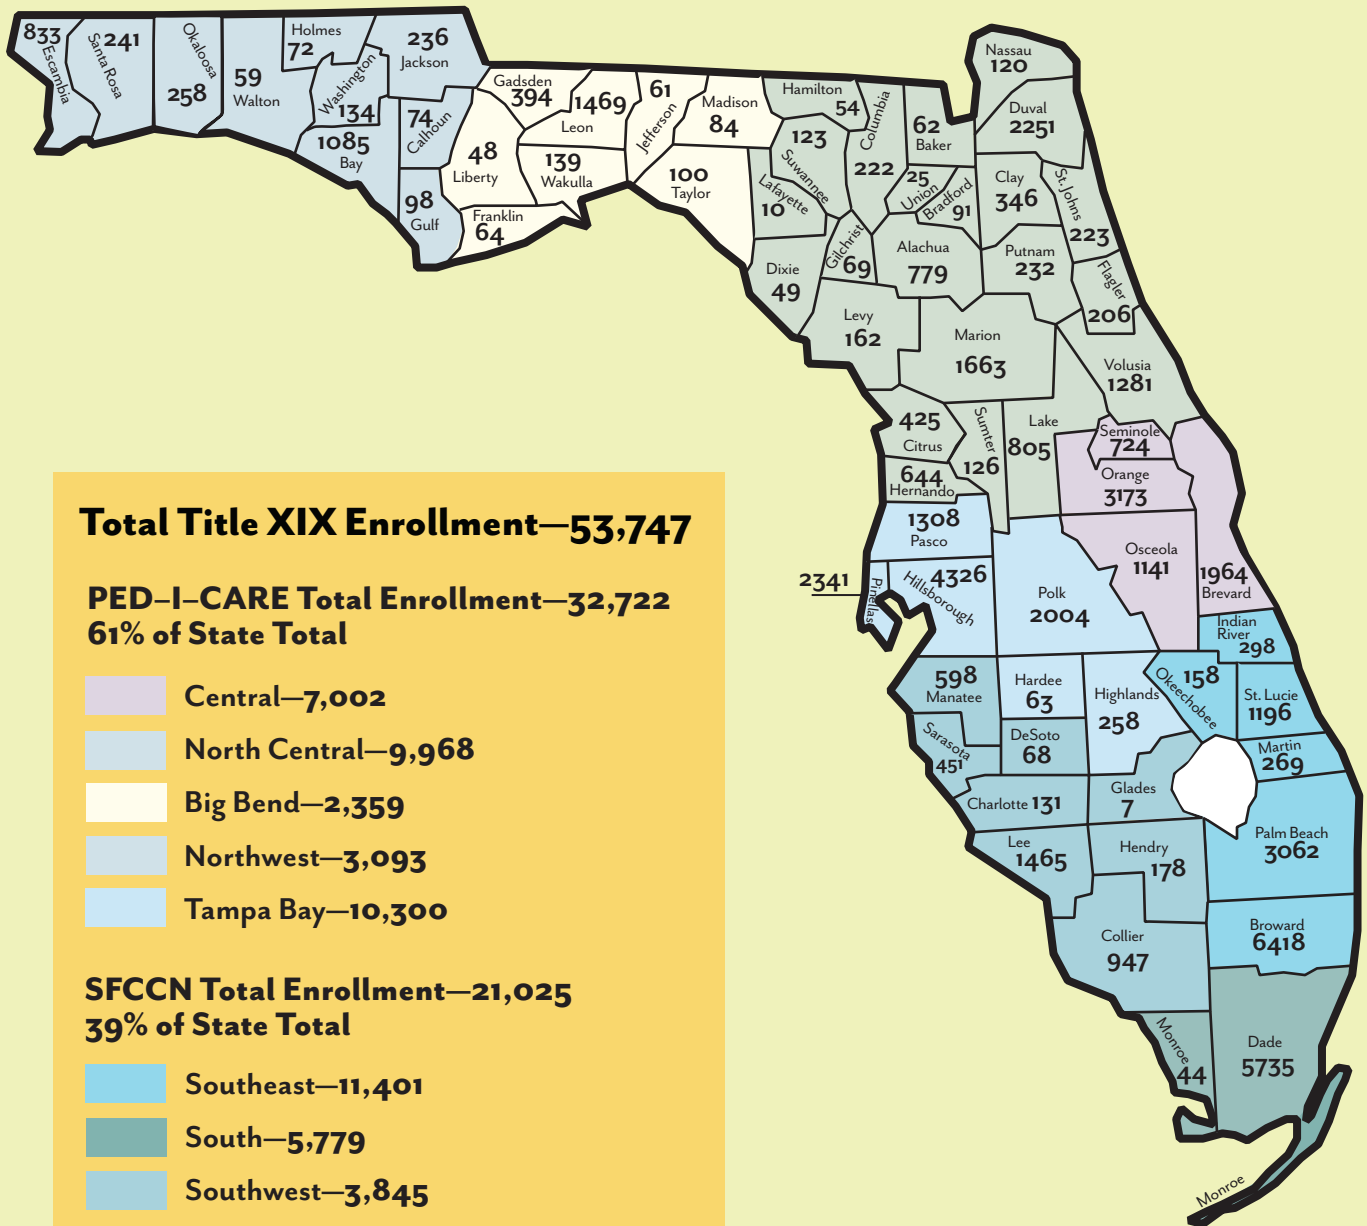 833
Escambia
Santa Rosa
241
Okaloosa
258
59
Walton
Holmes
72
Washington
134
236
Jackson
1085
Bay
74
Calhoun
98
Gulf
Gadsden
394
48
Liberty
Franklin
64
1469
Leon
139
Wakulla
61
Jefferson
Madison
84
100
Taylor
Hamilton
54
123
Suwannee
Lafayette
10
Columbia
222
62
Baker
Nassau
120
Duval
2251
25
Union
Bradford
91
Clay
346
St. Johns
223
Dixie
49
Gilchrist
69
Alachua
779
Putnam
232
Flagler
206
Levy
162
Marion
1663
Volusia
1281
425
Citrus
Sumter
126
Lake
805
Seminole
724
Orange
3173
644
Hernando
1308
Pasco
Osceola
1141
1964
Brevard
2341
Pinellas
Hillsborough
4326
Polk
2004
Indian
River
298
598
Manatee
Hardee
63
Highlands
258
158
Okeechobee
St. Lucie
1196
Sarasota
451
DeSoto
68
Martin
269
Charlotte 131
Glades
7
Palm Beach
3062
Lee
1465
Hendry
178
Collier
947
Broward
6418
Monroe
44
Dade
5735
Monroe
Total Title XIX Enrollment—53,747
PED–I–CARE Total Enrollment—32,722
61% of State Total
Central—7,002
North Central—9,968
Big Bend—2,359
Northwest—3,093
Tampa Bay—10,300
SFCCN Total Enrollment—21,025
39% of State Total
Southeast—11,401
South—5,779
Southwest—3,845